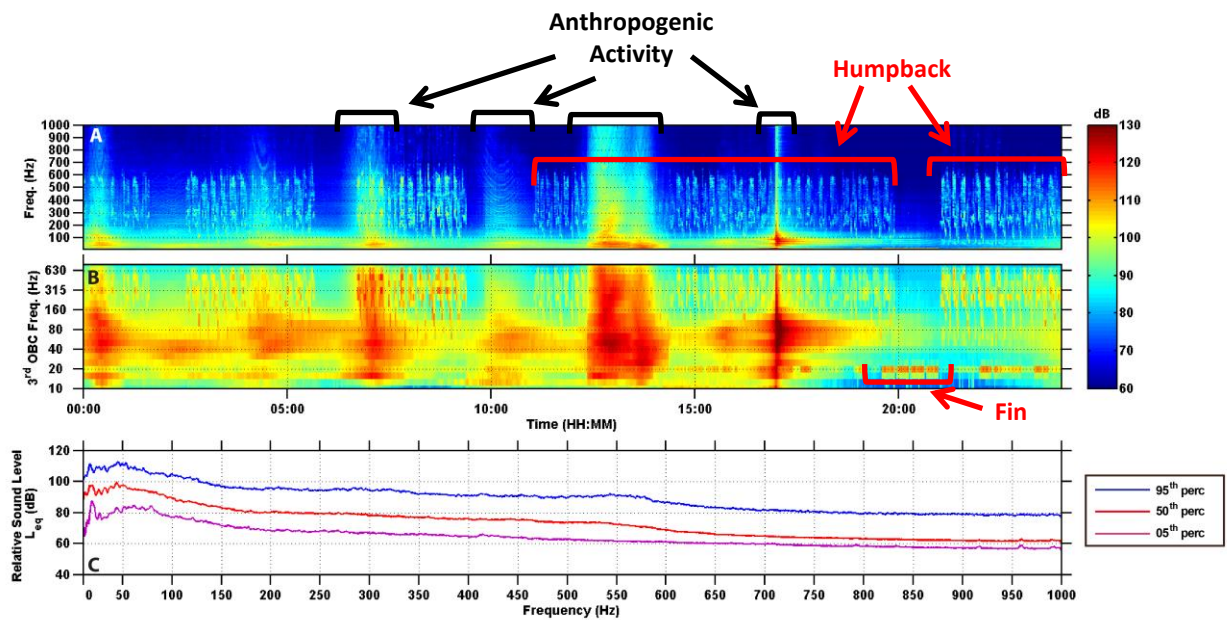 Anthropogenic
Activity
Humpback
A
Freq. (Hz)
1000
900
800
700
600
500
400
300
200
100
dB
130
120
110
100
90
80
70
60
B
3rd OBC Freq. (Hz)
630
315
160
80
40
20
10
00:00 05:00 10:00 15:00 20:00
Time (HH:MM)
Fin
Relative Sound Level
Leq (dB)
120
100
80
60
40
C
0 50 100 150 200 250 300 350 400 450 500 550 600 650 700 750 800 850 900 950 1000
Frequency (Hz)
95th perc
50th perc
05th perc